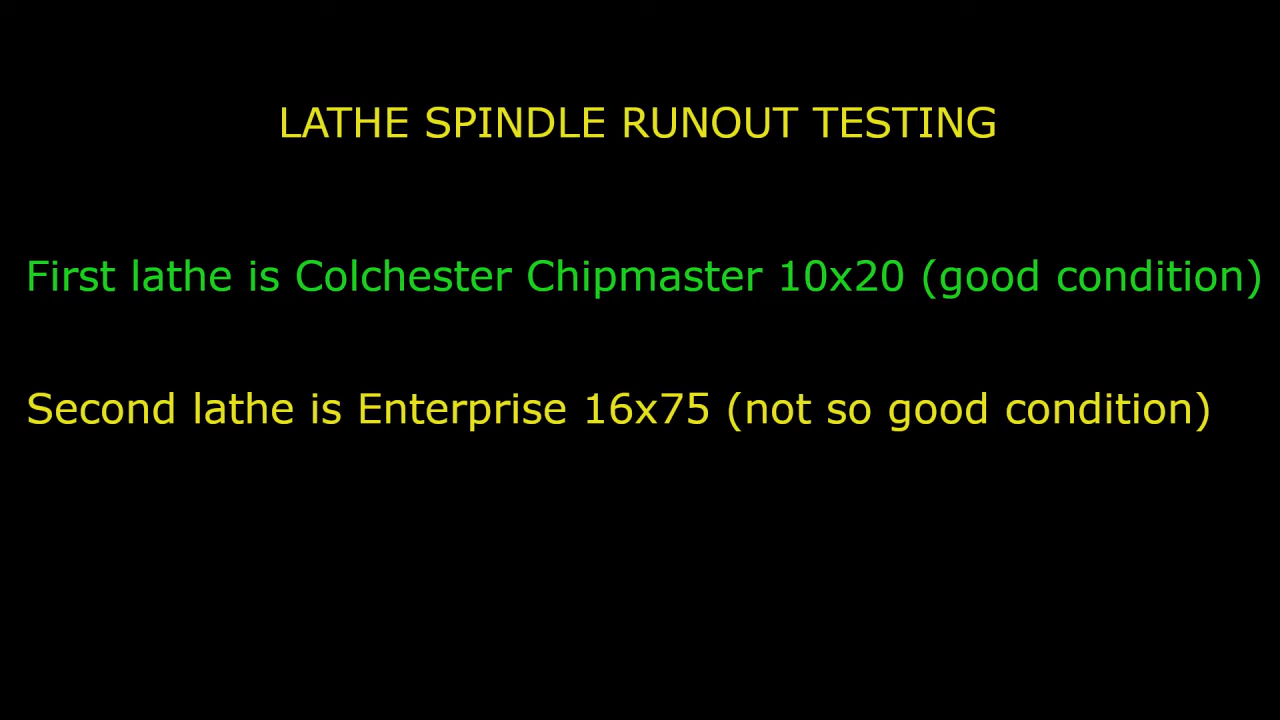 LATHE SPINDLE RUNOUT TESTING
First lathe is Colchester Chipmaster 10x20 (good condition)
Second lathe is Enterprise 16x75 (not so good condition)